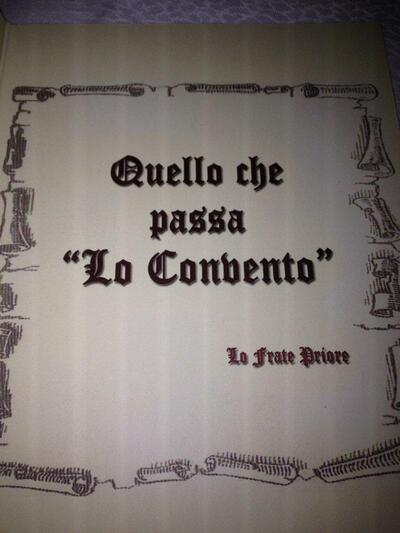 Quello che
passa
“Lo Convento”
Lo Frate Priore